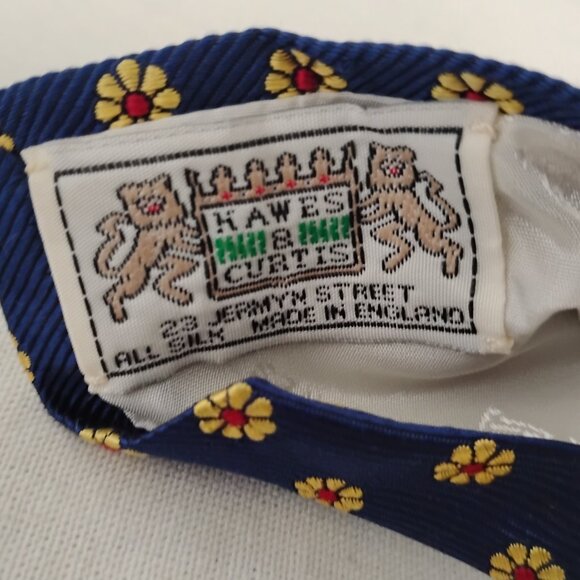 HAWES
&
CURTIS
23 JERMYN STREET
ALL SILK MADE IN ENGLAND